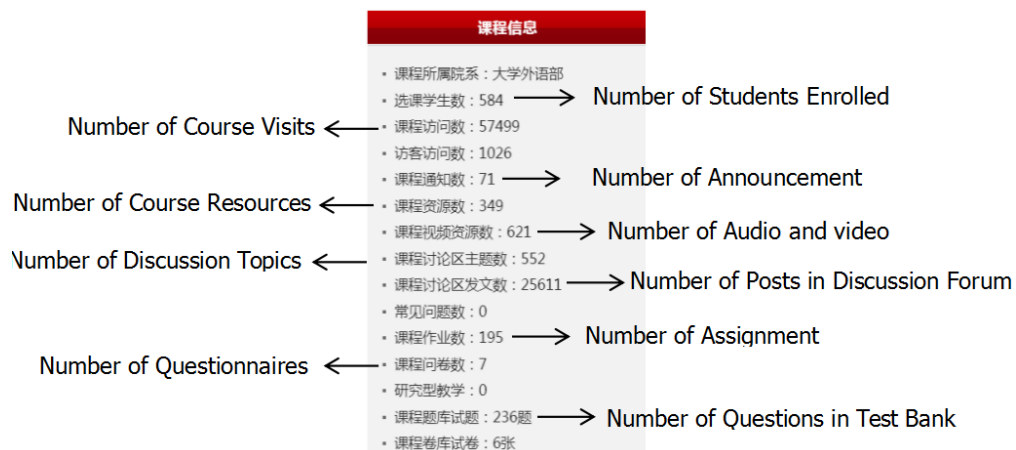 课程信息
课程所属院系：大学外语部
选课学生数：584
Number of Students Enrolled
Number of Course Visits
课程访问数：57499
访客访问数：1026
课程通知数：71
Number of Announcement
Number of Course Resources
课程资源数：349
课程视频资源数：621
Number of Audio and video
Number of Discussion Topics
课程讨论区主题数：552
课程讨论区发文数：25611
Number of Posts in Discussion Forum
常见问题数：0
课程作业数：195
Number of Assignment
Number of Questionnaires
课程问卷数：7
研究型教学：0
课程题库试题：236题
Number of Questions in Test Bank
课程卷库试卷：6张